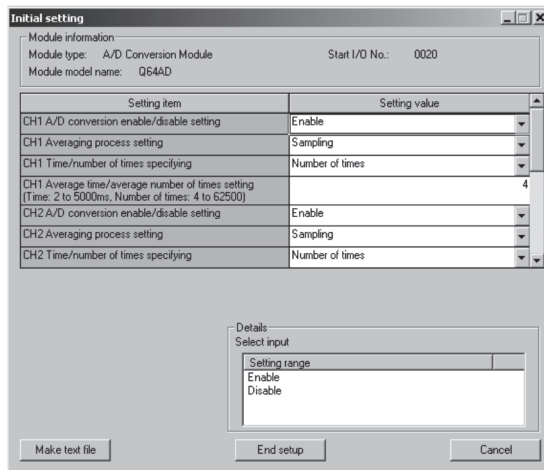 Initial setting
Module information
Module type: A/D Conversion Module Start I/O No.: 0020
Module model name: Q64AD
Setting item Setting value
CH1 A/D conversion enable/disable setting Enable
CH1 Averaging process setting Sampling
CH1 Time/number of times specifying Number of times
CH1 Average time/average number of times setting
(Time: 2 to 5000ms, Number of times: 4 to 62500) 4
CH2 A/D conversion enable/disable setting Enable
CH2 Averaging process setting Sampling
CH2 Time/number of times specifying Number of times
Details
Select input
Setting range
Enable
Disable
Make text file End setup Cancel